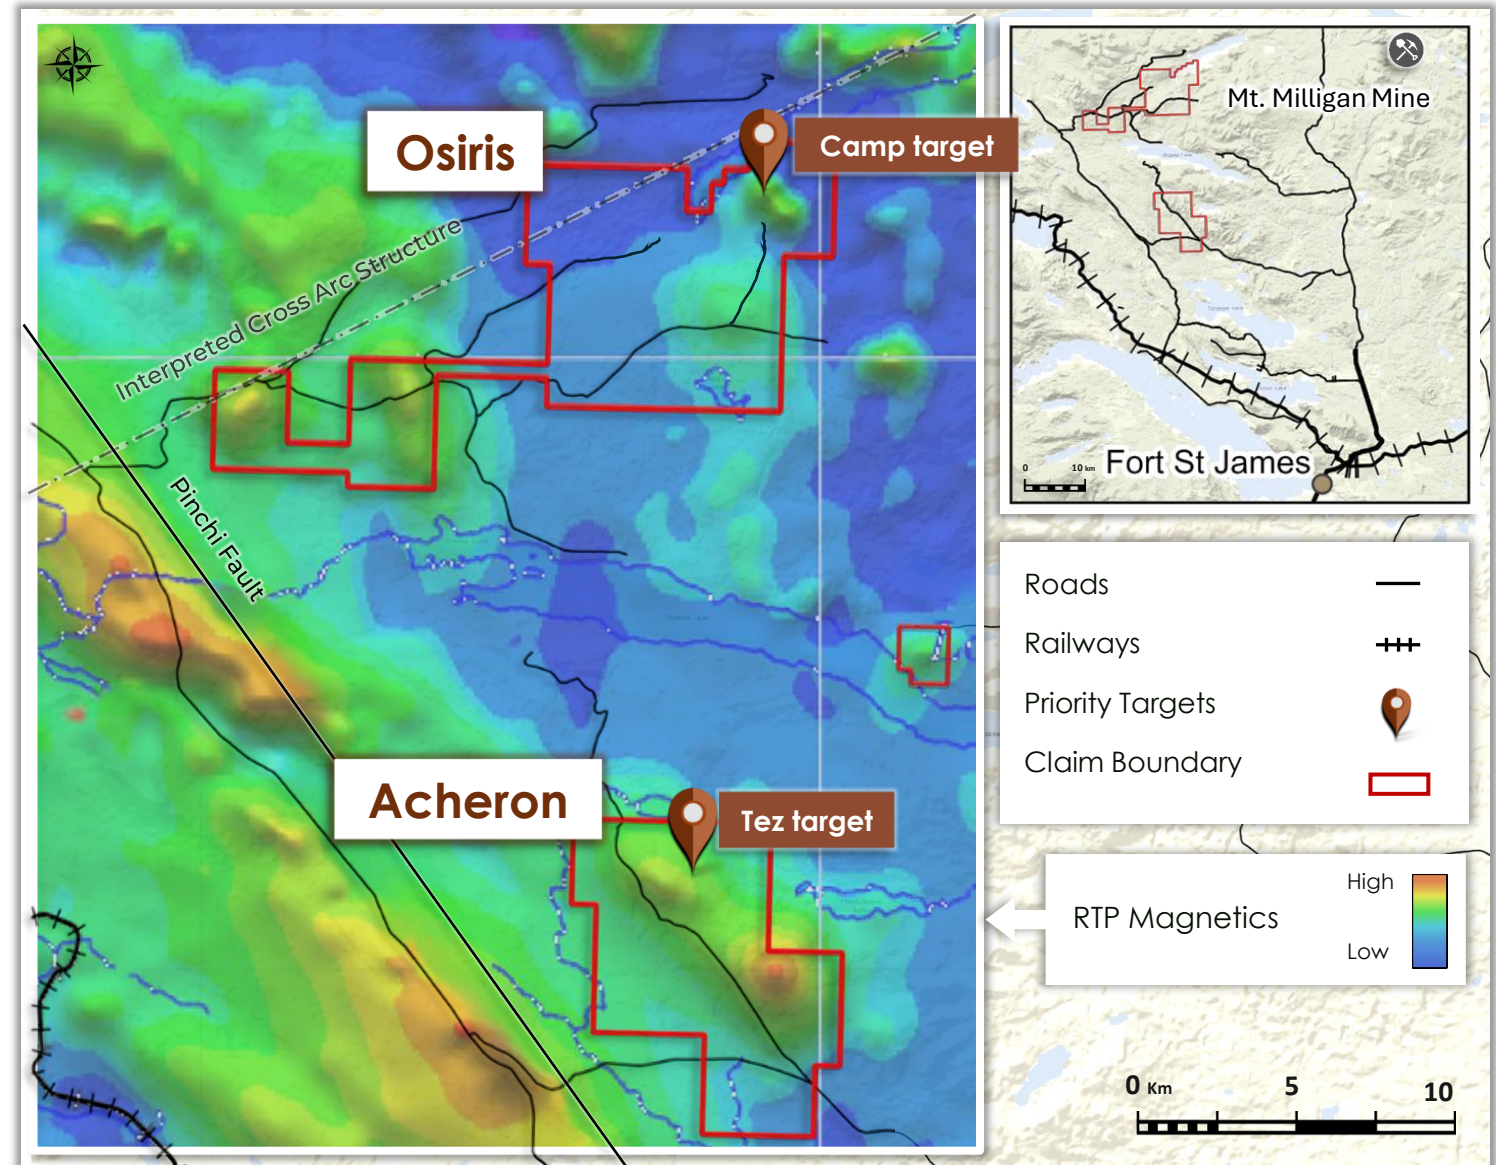 Osiris
Camp target
Interpreted Cross Arc Structure
Pinchi Fault
Acheron
Tez target
Mt. Milligan Mine
Fort St James
0 10 km
Roads
Railways
Priority Targets
Claim Boundary
RTP Magnetics
High
Low
0 Km 5 10